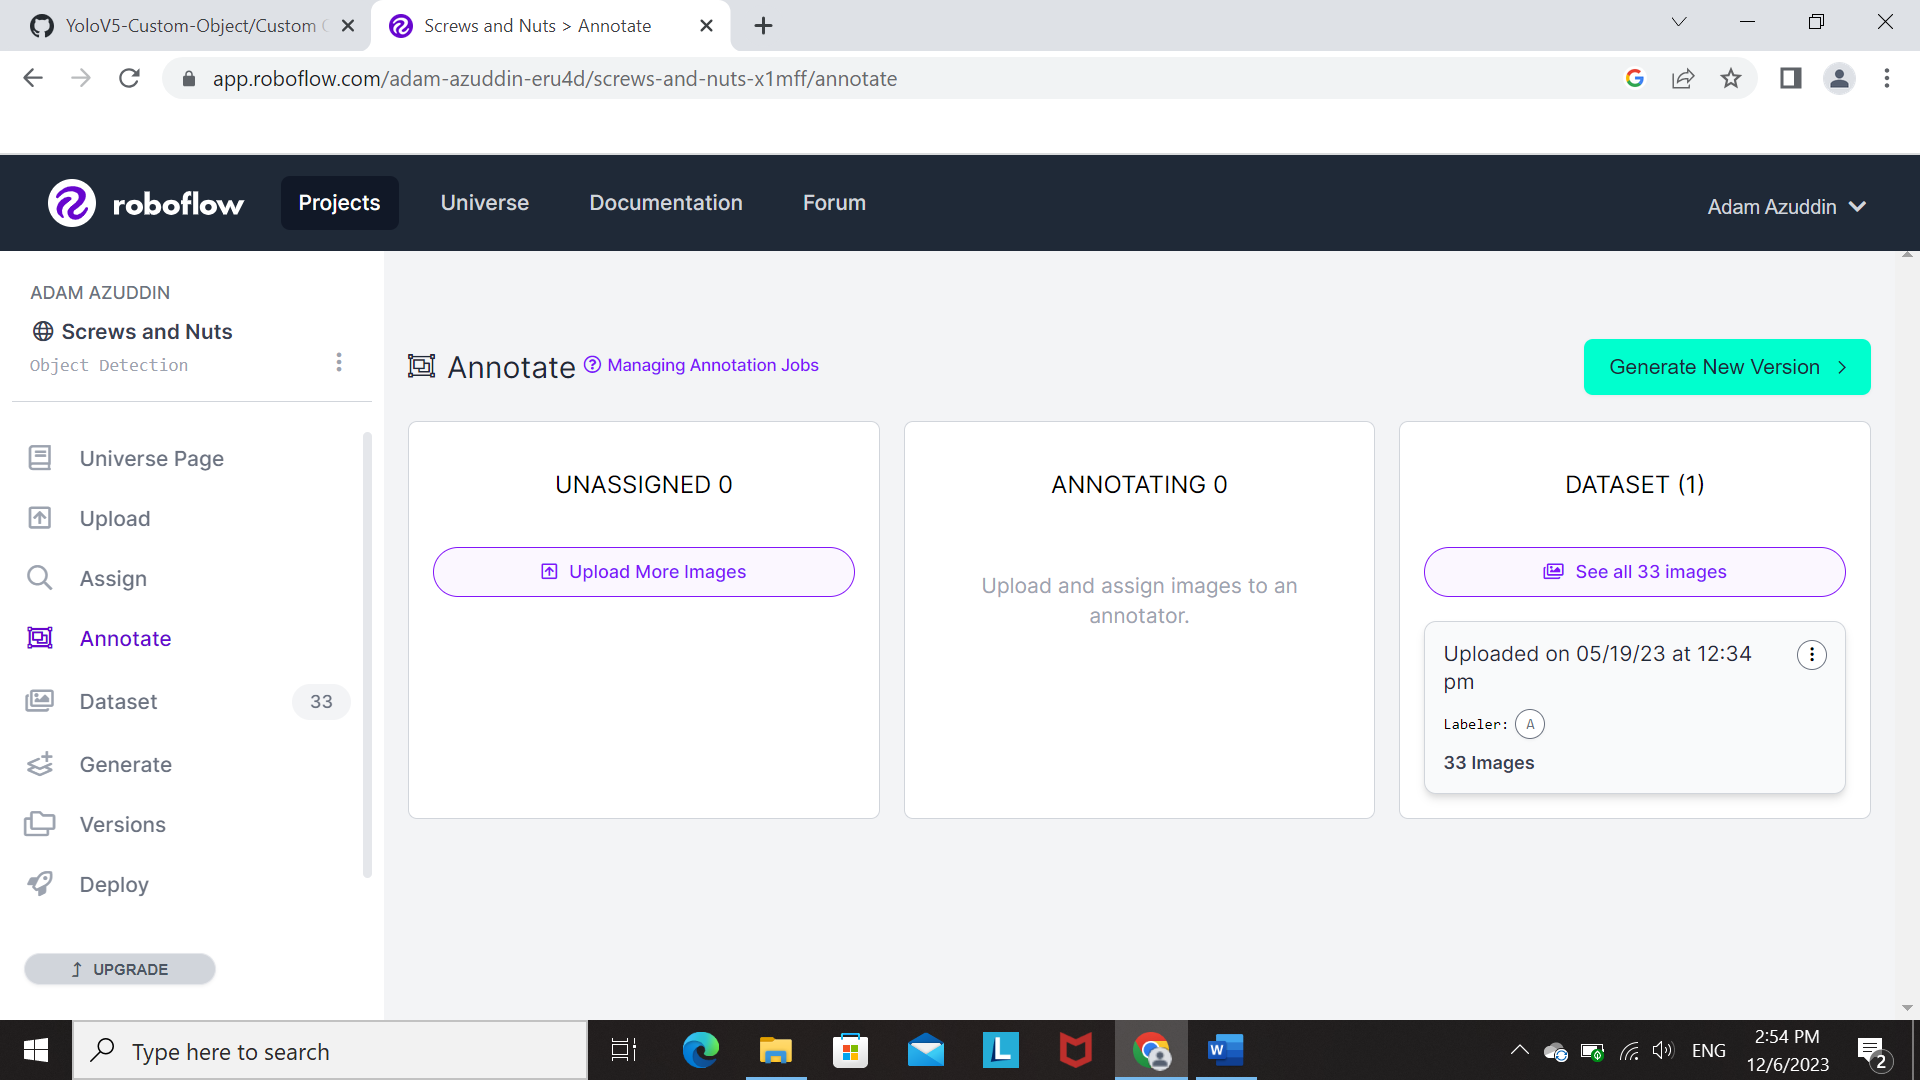 YoloV5-Custom-Object/Custom
Screws and Nuts > Annotate
app.roboflow.com/adam-azuddin-eru4d/screws-and-nuts-x1mff/annotate
roboflow
Projects
Universe
Documentation
Forum
Adam Azuddin
ADAM AZUDDIN
Screws and Nuts
Object Detection
Universe Page
Upload
Assign
Annotate
Dataset
33
Generate
Versions
Deploy
UPGRADE
Annotate
Managing Annotation Jobs
Generate New Version
UNASSIGNED 0
Upload More Images
ANNOTATING 0
Upload and assign images to an
annotator.
DATASET (1)
See all 33 images
Uploaded on 05/19/23 at 12:34
pm
Labeler: A
33 Images
Type here to search
L
W
ENG
2:54 PM
12/6/2023
2